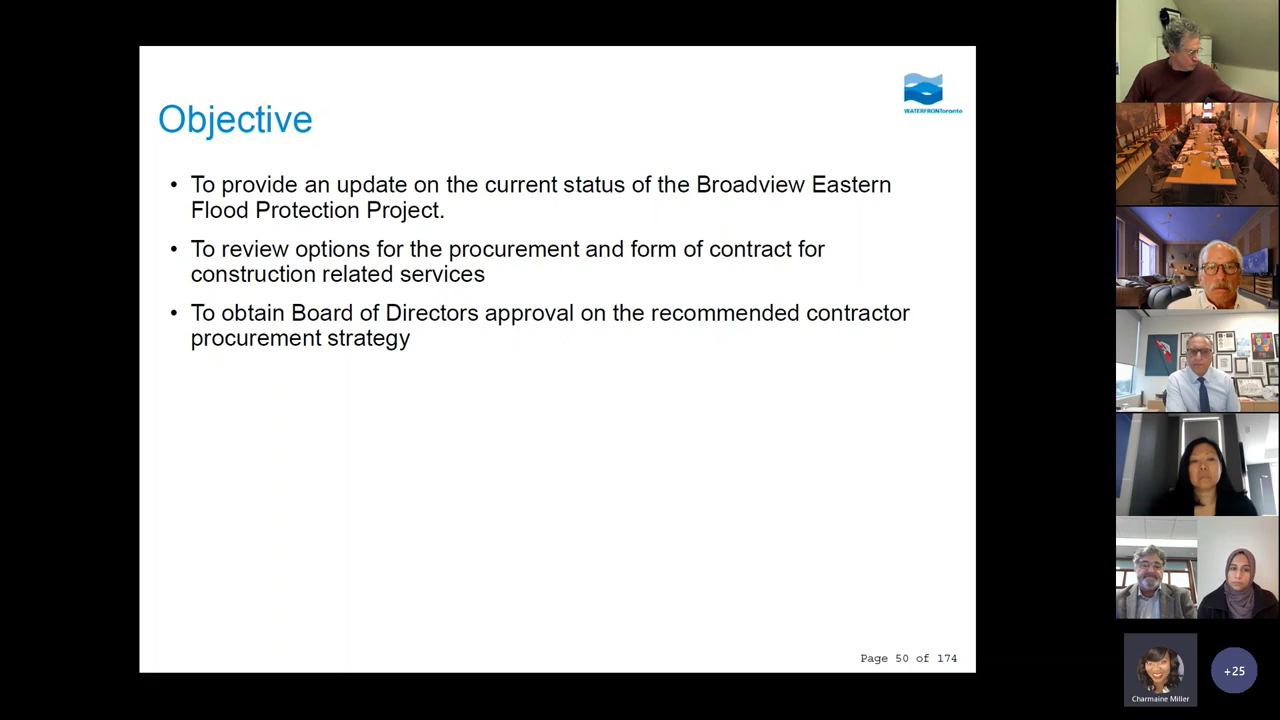 Objective
WATERFRONToronto
• To provide an update on the current status of the Broadview Eastern
Flood Protection Project.
• To review options for the procurement and form of contract for
construction related services
• To obtain Board of Directors approval on the recommended contractor
procurement strategy
Page 50 of 174
Charmaine Miller
+25